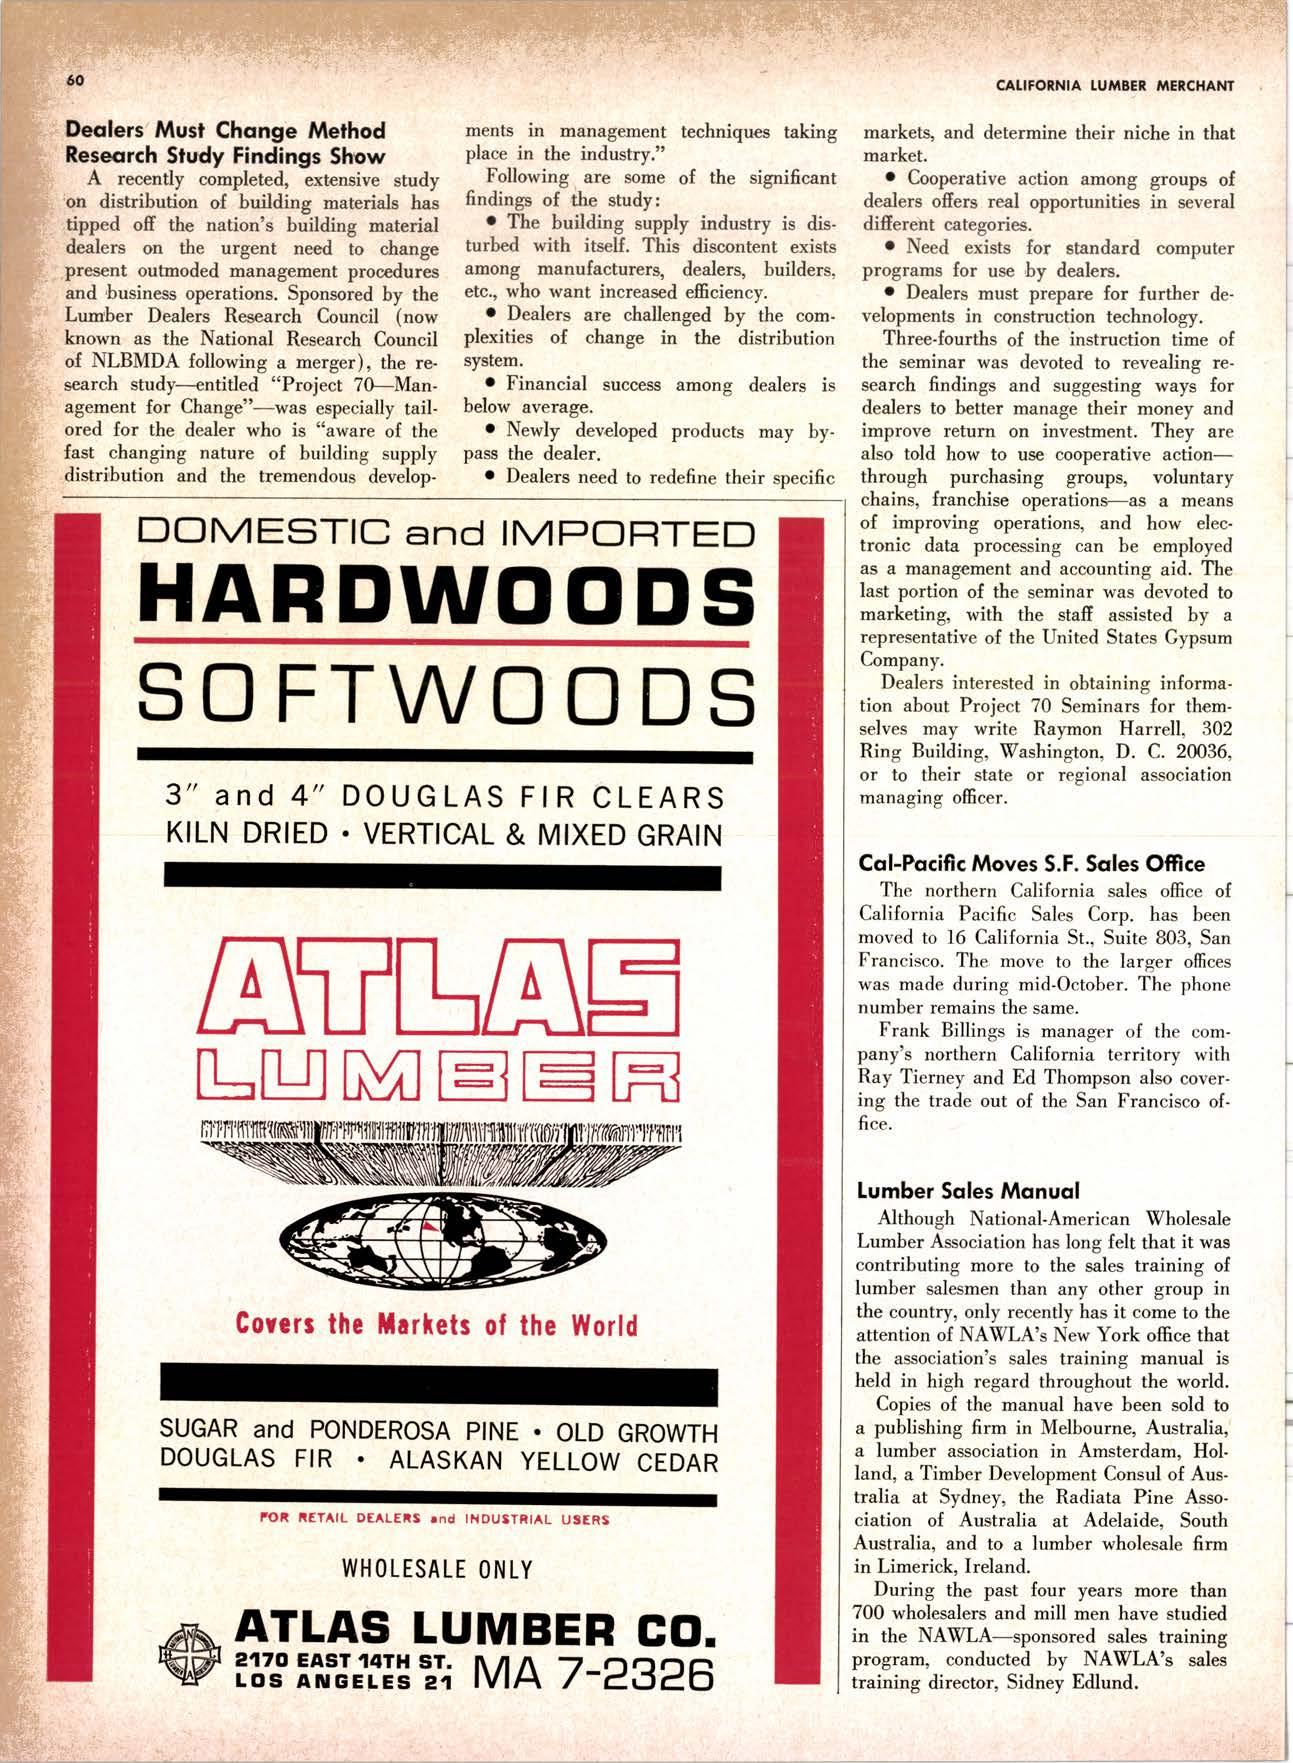 60
CALIFORNIA LUMBER MERCHANT
Dealers Must Change Method
Research Study Findings Show
A recently completed, extensive study
on distribution of building materials has
tipped off the nation's building material
dealers on the urgent need to change
present outmoded management procedures
and business operations. Sponsored by the
Lumber Dealers Research Council (now
known as the National Research Council
of NLBMDA following a merger), the re-
search study—entitled “Project 70—Man-
agement for Change”—was especially tail-
ored for the dealer who is “aware of the
fast changing nature of building supply
distribution and the tremendous develop-
ments in management techniques taking
place in the industry.”
Following are some of the significant
findings of the study:
• The building supply industry is dis-
turbed with itself. This discontent exists
among manufacturers, dealers, builders,
etc., who want increased efficiency.
• Dealers are challenged by the com-
plexities of change in the distribution
system.
• Financial success among dealers is
below average.
• Newly developed products may by-
pass the dealer.
• Dealers need to redefine their specific
markets, and determine their niche in that
market.
• Cooperative action among groups of
dealers offers real opportunities in several
different categories.
• Need exists for standard computer
programs for use by dealers.
• Dealers must prepare for further de-
velopments in construction technology.
Three-fourths of the instruction time of
the seminar was devoted to revealing re-
search findings and suggesting ways for
dealers to better manage their money and
improve return on investment. They are
also told how to use cooperative action—
through purchasing groups, voluntary
chains, franchise operations—as a means
of improving operations, and how elec-
tronic data processing can be employed
as a management and accounting aid. The
last portion of the seminar was devoted to
marketing, with the staff assisted by a
representative of the United States Gypsum
Company.
Dealers interested in obtaining informa-
tion about Project 70 Seminars for them-
selves may write Raymon Harrell, 302
Ring Building, Washington, D. C. 20036,
or to their state or regional association
managing officer.
Cal-Pacific Moves S.F. Sales Office
The northern California sales office of
California Pacific Sales Corp. has been
moved to 16 California St., Suite 803, San
Francisco. The move to the larger offices
was made during mid-October. The phone
number remains the same.
Frank Billings is manager of the com-
pany's northern California territory with
Ray Tierney and Ed Thompson also cover-
ing the trade out of the San Francisco of-
fice.
Lumber Sales Manual
Although National-American Wholesale
Lumber Association has long felt that it was
contributing more to the sales training of
lumber salesmen than any other group in
the country, only recently has it come to the
attention of NAWLA's New York office that
the association's sales training manual is
held in high regard throughout the world.
Copies of the manual have been sold to
a publishing firm in Melbourne, Australia,
a lumber association in Amsterdam, Hol-
land, a Timber Development Consul of Aus-
tralia at Sydney, the Radiata Pine Asso-
ciation of Australia at Adelaide, South
Australia, and to a lumber wholesale firm
in Limerick, Ireland.
During the past four years more than
700 wholesalers and mill men have studied
in the NAWLA—sponsored sales training
program, conducted by NAWLA's sales
training director, Sidney Edlund.
DOMESTIC and IMPORTED
HARDWOODS
SOFTWOODS
3" and 4" DOUGLAS FIR CLEARS
KILN DRIED • VERTICAL & MIXED GRAIN
ATLAS
LUMBER
Covers the Markets of the World
SUGAR and PONDEROSA PINE • OLD GROWTH
DOUGLAS FIR • ALASKAN YELLOW CEDAR
FOR RETAIL DEALERS and INDUSTRIAL USERS
WHOLESALE ONLY
ATLAS LUMBER CO.
2170 EAST 14TH ST.
LOS ANGELES 21
MA 7-2326